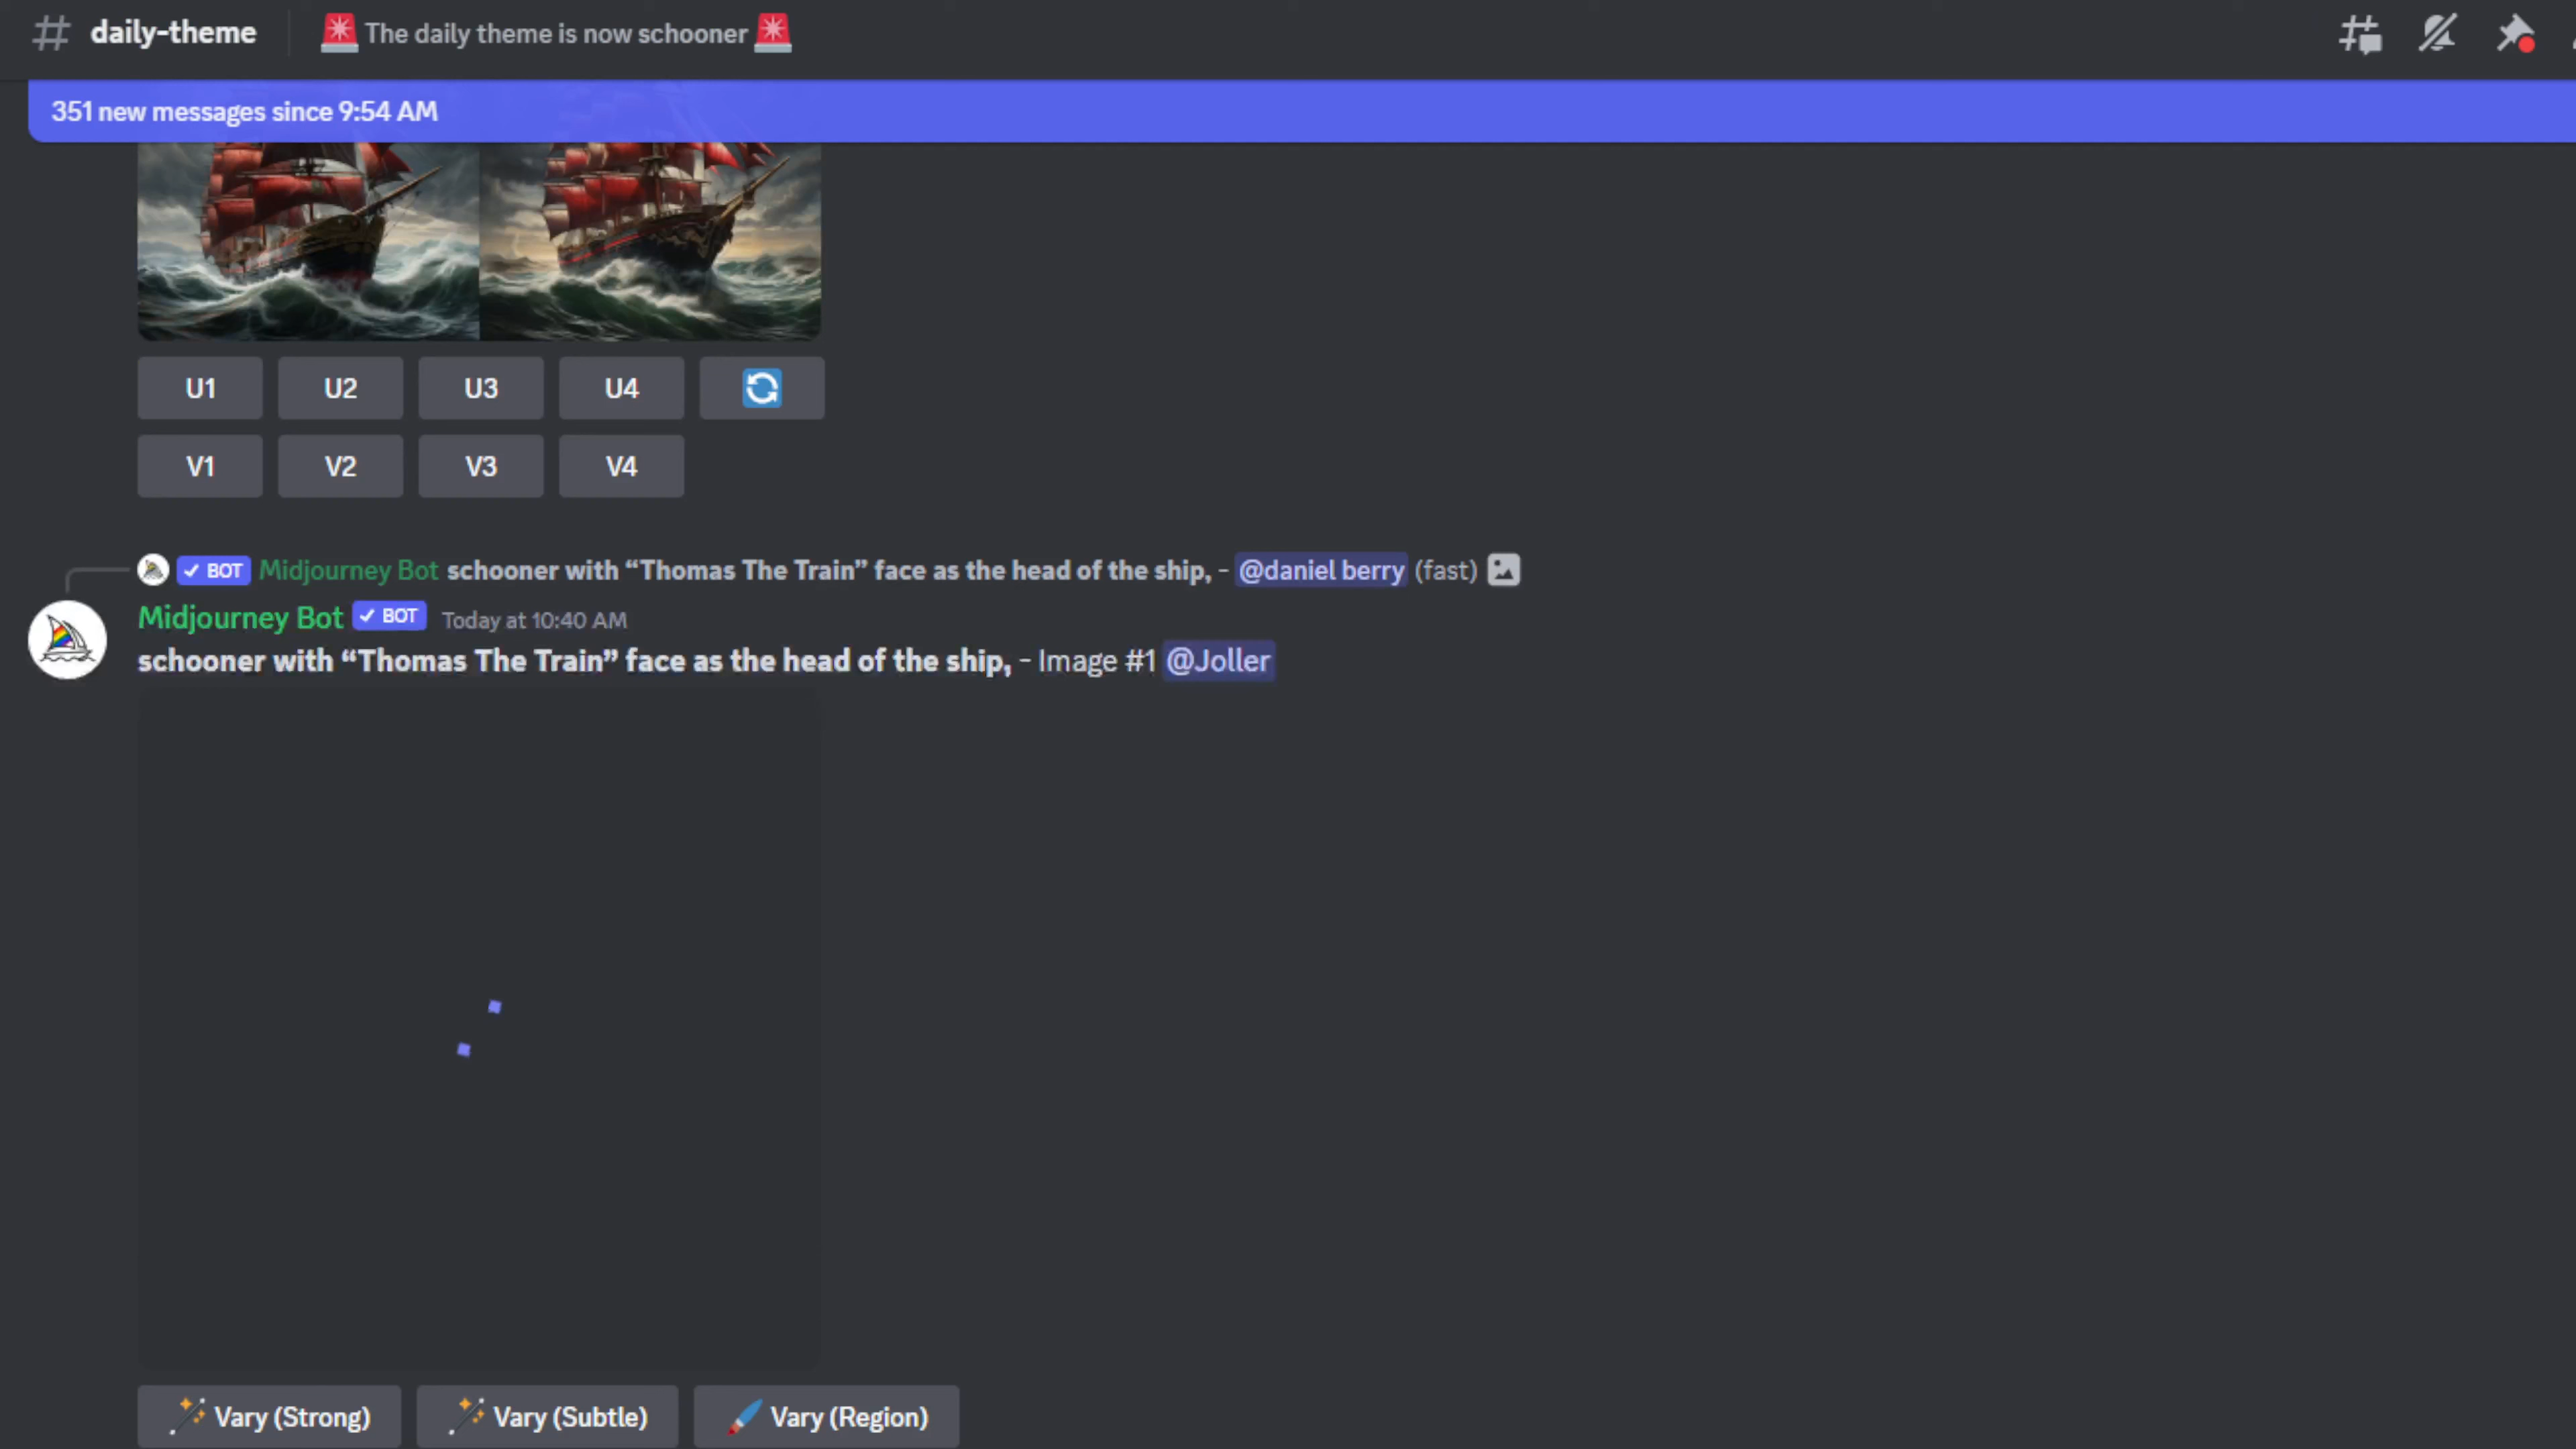 daily-theme
The daily theme is now schooner
351 new messages since 9:54 AM
U1 U2 U3 U4
V1 V2 V3 V4
BOT Midjourney Bot schooner with “Thomas The Train” face as the head of the ship, - @daniel berry (fast)
Midjourney Bot BOT Today at 10:40 AM
schooner with “Thomas The Train” face as the head of the ship, - Image #1 @Joller
Vary (Strong) Vary (Subtle) Vary (Region)